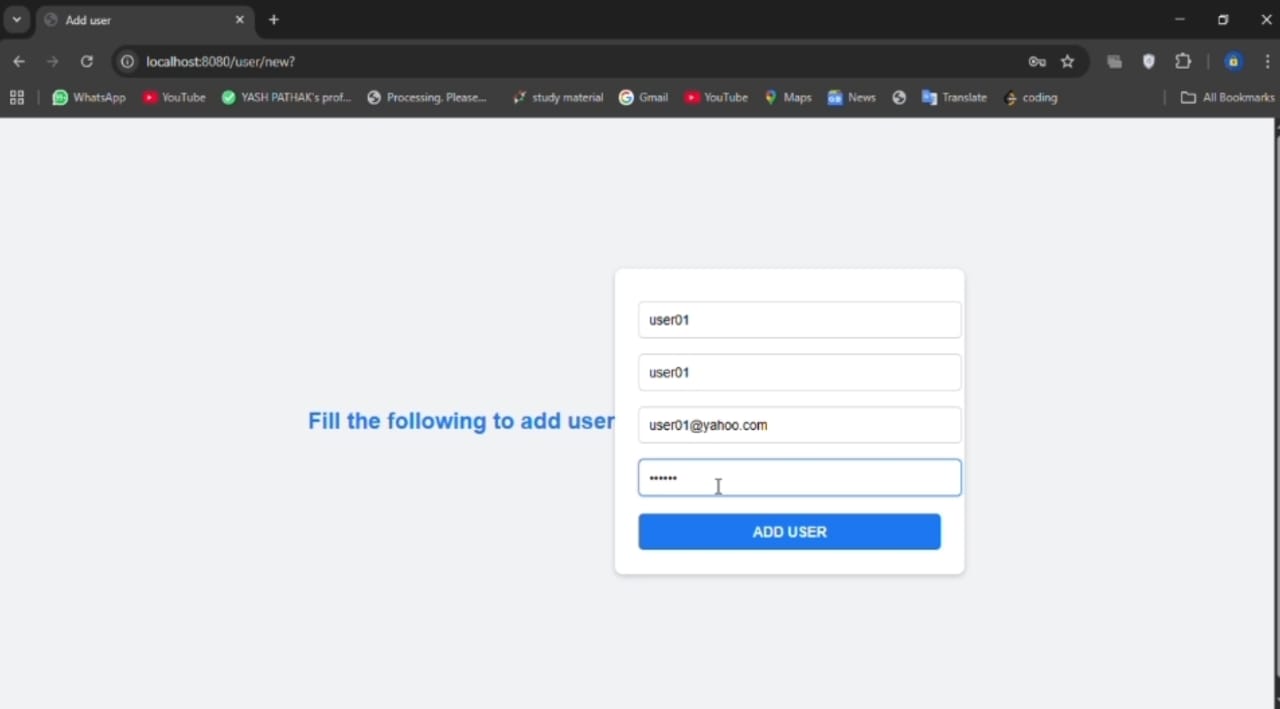 Add user
localhost:8080/user/new?
WhatsApp YouTube YASH PATHAK's prof... Processing. Please... study material Gmail YouTube Maps News Translate coding All Bookmarks
user01
user01
Fill the following to add user
user01@yahoo.com
••••••
ADD USER